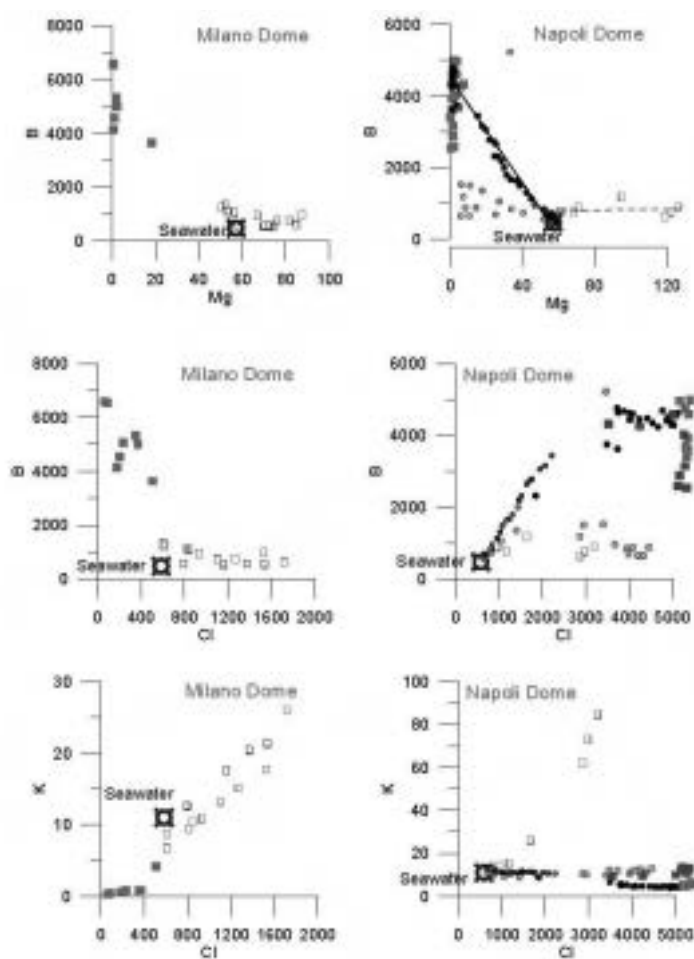 8000 Milano Dome
6000
4000
B
2000
Seawater
0
0 20 40 60 80 100
Mg
6000 Napoli Dome
4000
B
2000
0
Seawater
0 40 80 120
Mg
8000 Milano Dome
6000
B
4000
2000
Seawater
0
0 400 800 1200 1600 2000
Cl
6000 Napoli Dome
4000
B
2000
Seawater
0
0 1000 2000 3000 4000 5000
Cl
30 Milano Dome
20
K
Seawater
10
0
0 400 800 1200 1600 2000
Cl
100 Napoli Dome
80
60
K
40
20
Seawater
0
0 1000 2000 3000 4000 5000
Cl